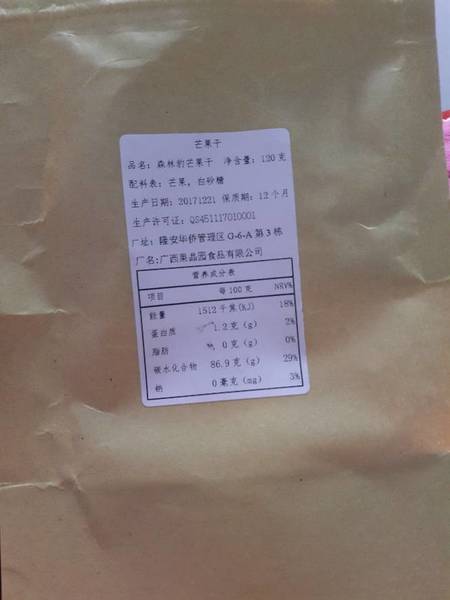 芒果干
品名：森林豹芒果干 净含量：120克
配料表：芒果，白砂糖
生产日期：20171221 保质期：12个月
生产许可证：QS451117010001
厂址：隆安华侨管理区G-6-A第3栋
厂名：广西果晶园食品有限公司
营养成分表
项目 每100克 NRV%
能量 1512千焦(kJ) 18%
蛋白质 1.2克(g) 2%
脂肪 0克(g) 0%
碳水化合物 86.9克(g) 29%
钠 0毫克(mg) 3%